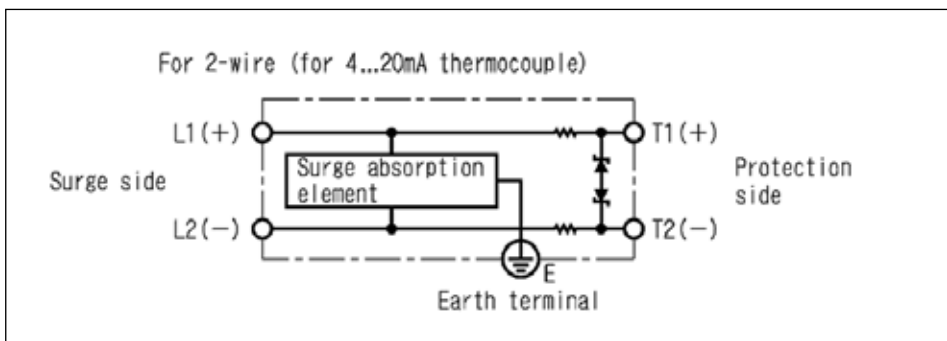 For 2-wire (for 4...20mA thermocouple)
L1(+)
T1(+)
Surge side
Surge absorption
element
Protection
side
L2(−)
T2(−)
E
Earth terminal